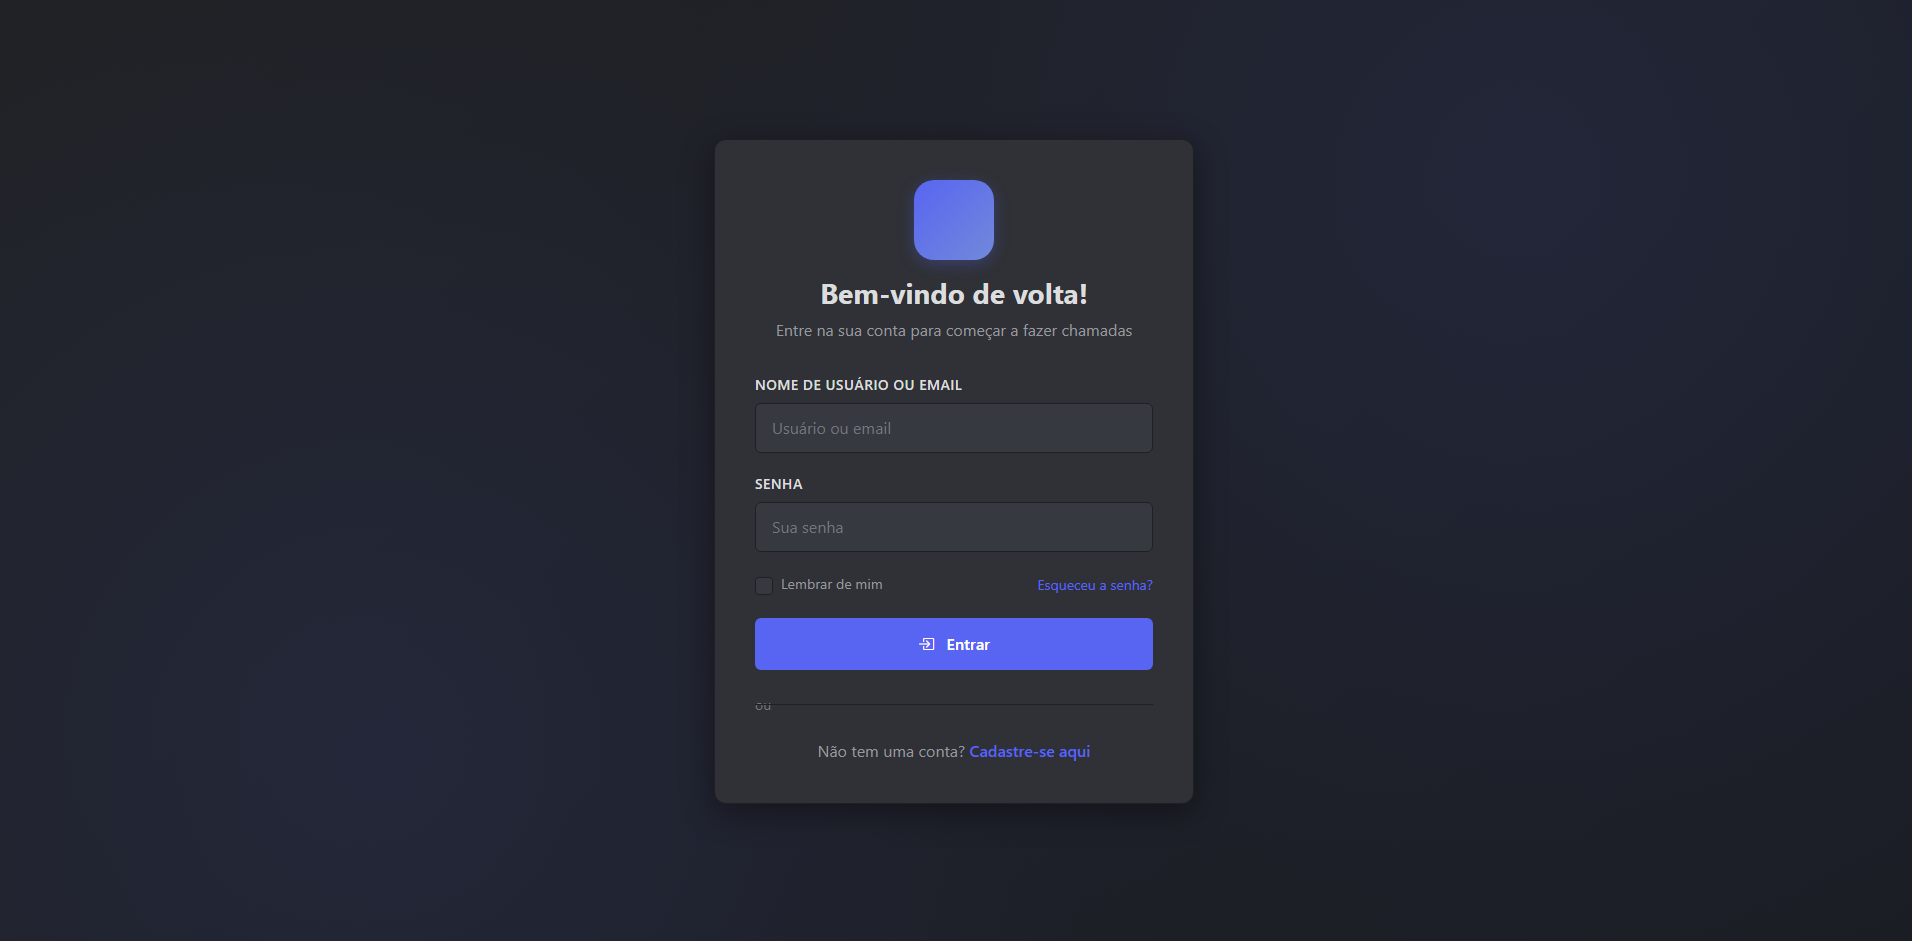 Bem-vindo de volta!
Entre na sua conta para começar a fazer chamadas
NOME DE USUÁRIO OU EMAIL
Usuário ou email
SENHA
Sua senha
Lembrar de mim Esqueceu a senha?
Entrar
ou
Não tem uma conta? Cadastre-se aqui